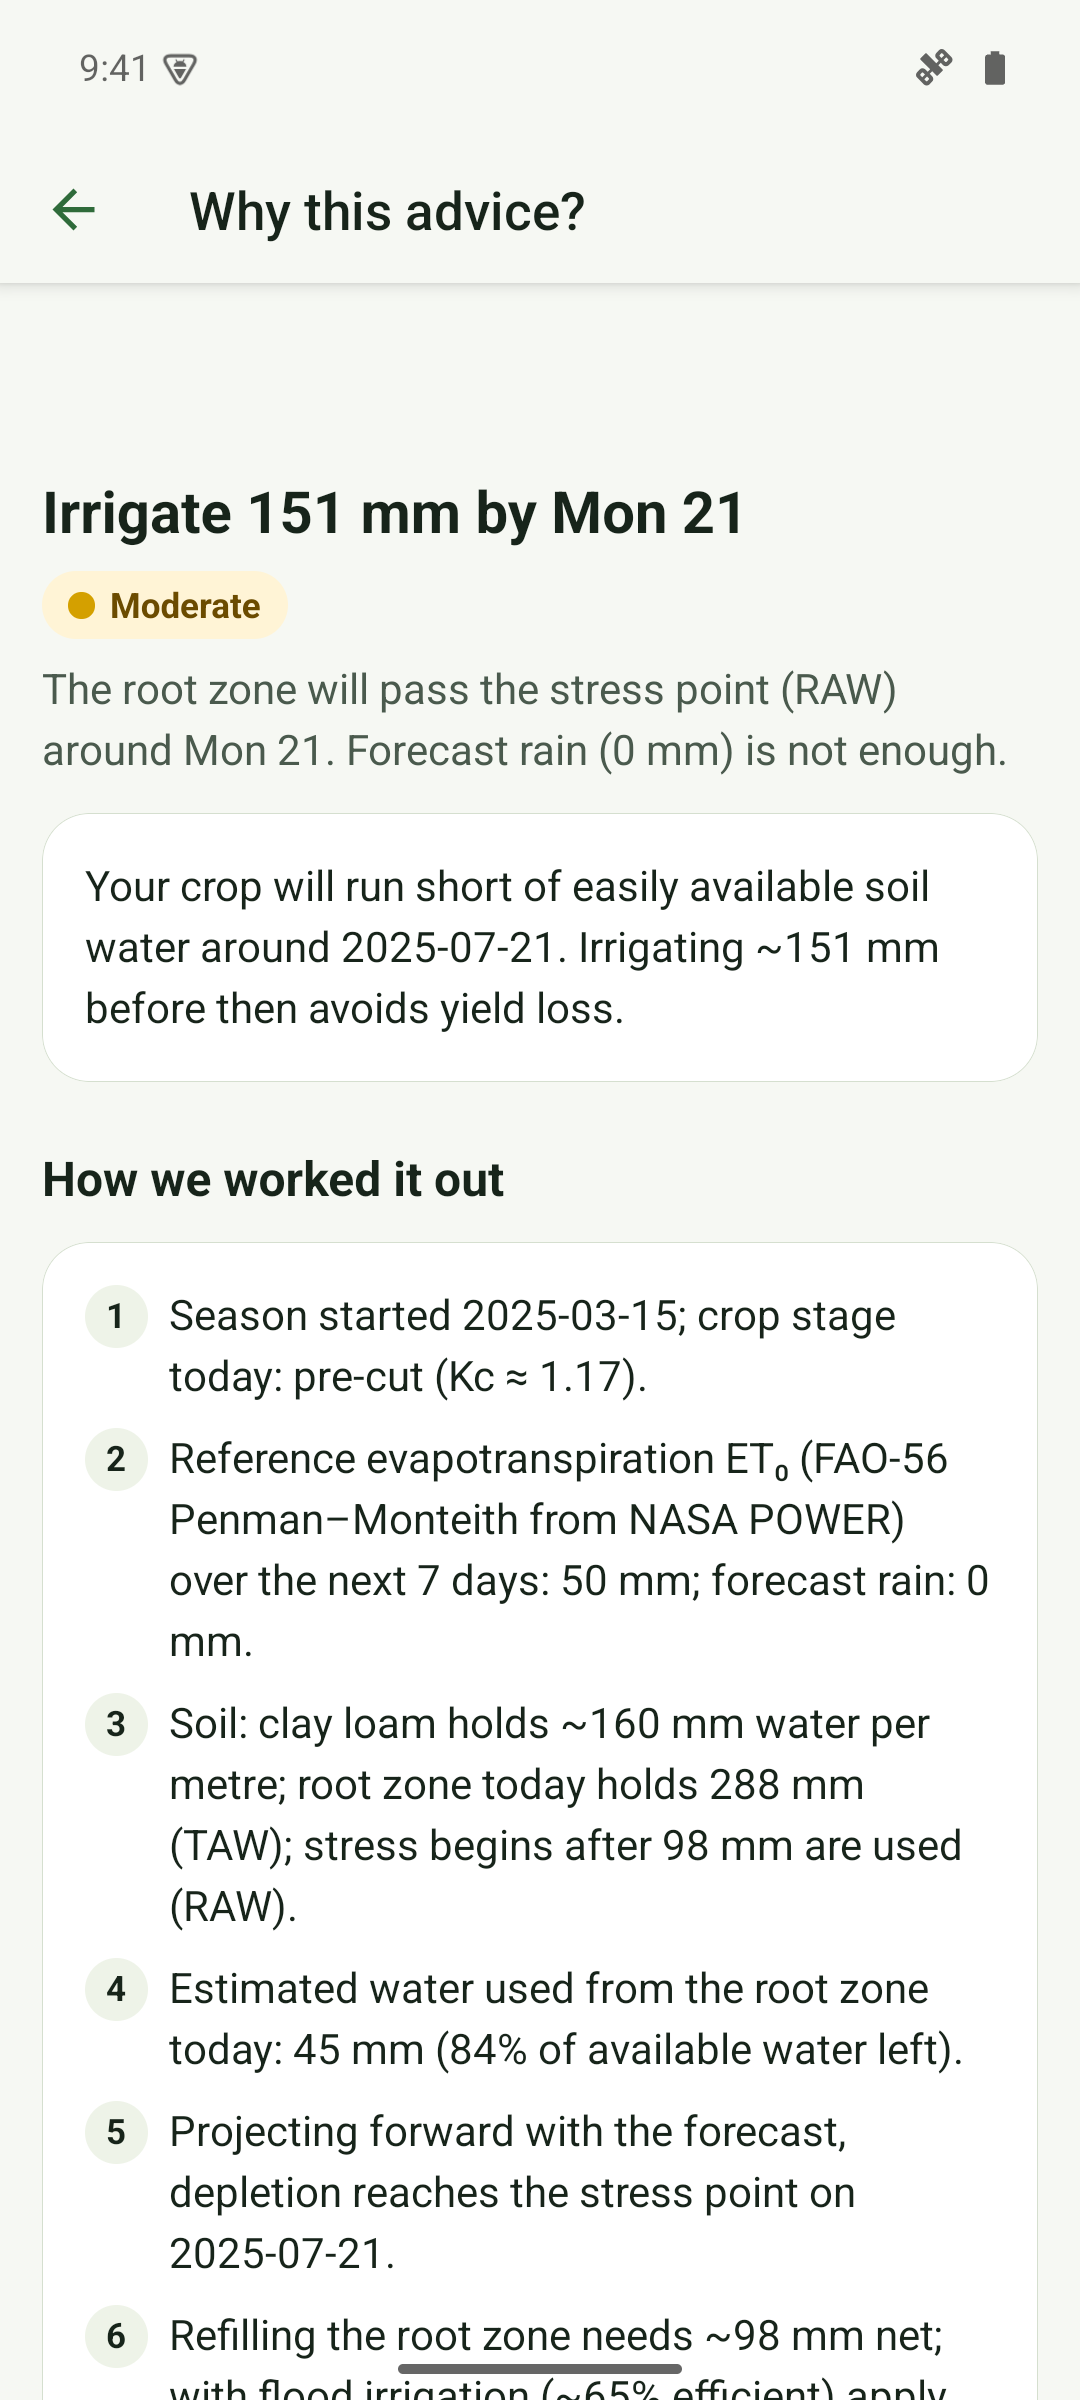 9:41
Why this advice?
Irrigate 151 mm by Mon 21
Moderate
The root zone will pass the stress point (RAW)
around Mon 21. Forecast rain (0 mm) is not enough.
Your crop will run short of easily available soil
water around 2025-07-21. Irrigating ~151 mm
before then avoids yield loss.
How we worked it out
1 Season started 2025-03-15; crop stage
today: pre-cut (Kc ≈ 1.17).
2 Reference evapotranspiration ET₀ (FAO-56
Penman–Monteith from NASA POWER)
over the next 7 days: 50 mm; forecast rain: 0
mm.
3 Soil: clay loam holds ~160 mm water per
metre; root zone today holds 288 mm
(TAW); stress begins after 98 mm are used
(RAW).
4 Estimated water used from the root zone
today: 45 mm (84% of available water left).
5 Projecting forward with the forecast,
depletion reaches the stress point on
2025-07-21.
6 Refilling the root zone needs ~98 mm net;
with flood irrigation (~65% efficient) apply